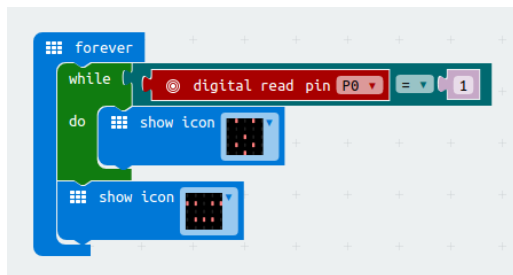 forever
while ( digital read pin P0 = 1
do show icon
show icon